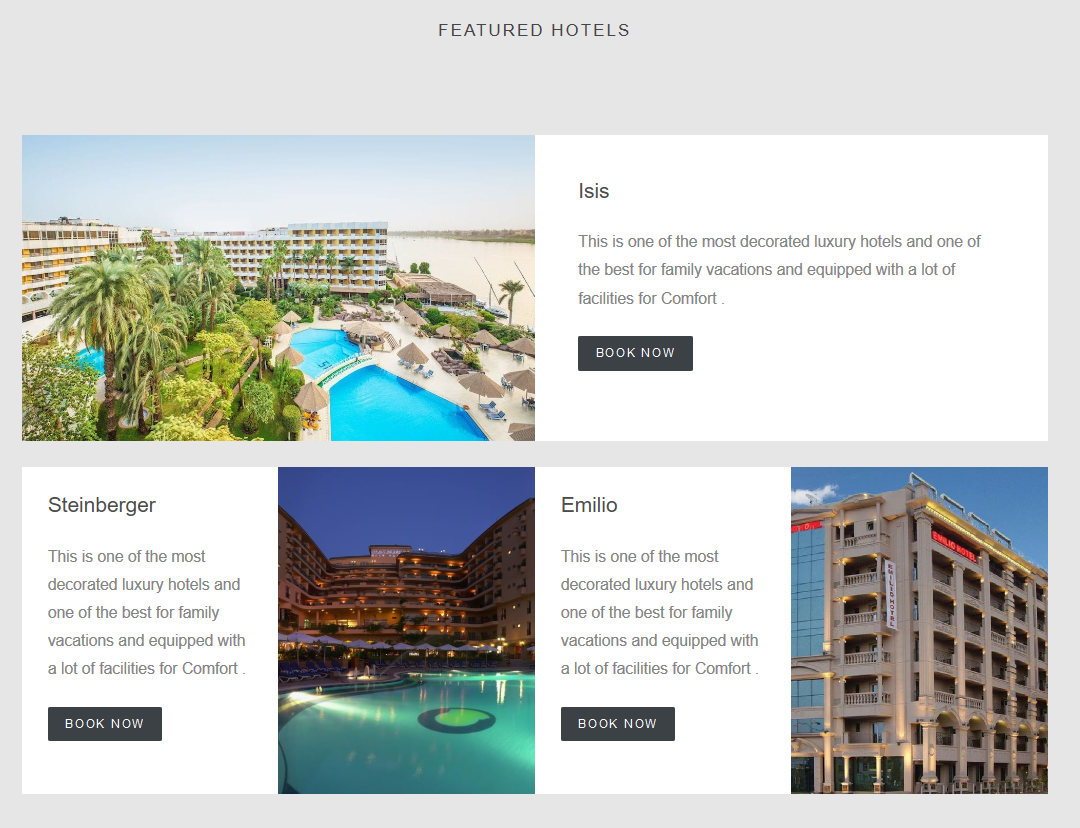 FEATURED HOTELS
Isis
This is one of the most decorated luxury hotels and one of
the best for family vacations and equipped with a lot of
facilities for Comfort .
BOOK NOW
Steinberger
This is one of the most
decorated luxury hotels and
one of the best for family
vacations and equipped with
a lot of facilities for Comfort .
BOOK NOW
Emilio
This is one of the most
decorated luxury hotels and
one of the best for family
vacations and equipped with
a lot of facilities for Comfort .
BOOK NOW
EMILIO HOTEL
EMILIO HOTEL